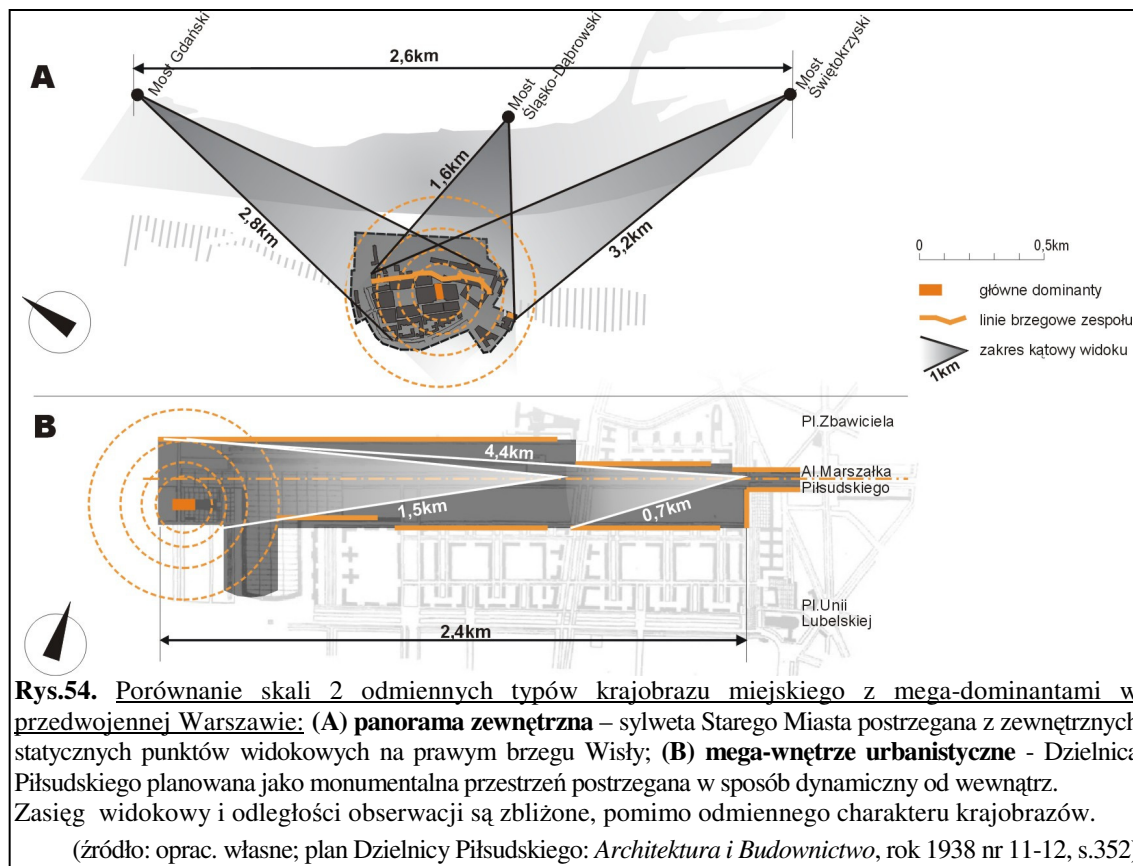 A
Most Gdański
2,6km
Most
Śląsko-Dąbrowski
Most
Świętokrzyski
2,8km
1,6km
3,2km
0 0,5km
główne dominanty
linie brzegowe zespołu
zakres kątowy widoku
1km
B
Pl.Zbawiciela
4,4km
Al.Marszałka
Piłsudskiego
1,5km
0,7km
Pl.Unii
Lubelskiej
2,4km
Rys.54. Porównanie skali 2 odmiennych typów krajobrazu miejskiego z mega-dominantami w
przedwojennej Warszawie: (A) panorama zewnętrzna – sylweta Starego Miasta postrzegana z zewnętrznych
statycznych punktów widokowych na prawym brzegu Wisły; (B) mega-wnętrze urbanistyczne - Dzielnica
Piłsudskiego planowana jako monumentalna przestrzeń postrzegana w sposób dynamiczny od wewnątrz.
Zasięg widokowy i odległości obserwacji są zbliżone, pomimo odmiennego charakteru krajobrazów.
(źródło: oprac. własne; plan Dzielnicy Piłsudskiego: Architektura i Budownictwo, rok 1938 nr 11-12, s.352)